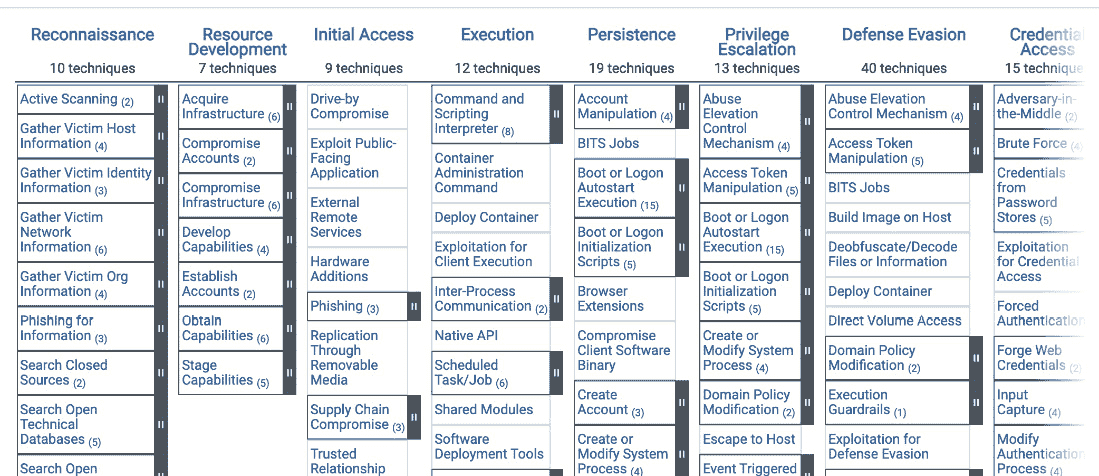 Reconnaissance
10 techniques
Active Scanning (2)
Gather Victim Host
Information (4)
Gather Victim Identity
Information (3)
Gather Victim
Network
Information (6)
Gather Victim Org
Information (4)
Phishing for
Information (3)
Search Closed
Sources (2)
Search Open
Technical
Databases (5)
Search Open
Resource
Development
7 techniques
Acquire
Infrastructure (6)
Compromise
Accounts (2)
Compromise
Infrastructure (6)
Develop
Capabilities (4)
Establish
Accounts (2)
Obtain
Capabilities (6)
Stage
Capabilities (5)
Initial Access
9 techniques
Drive-by
Compromise
Exploit Public-
Facing
Application
External
Remote
Services
Hardware
Additions
Phishing (3)
Replication
Through
Removable
Media
Supply Chain
Compromise (3)
Trusted
Relationship
Execution
12 techniques
Command and
Scripting
Interpreter (8)
Container
Administration
Command
Deploy Container
Exploitation for
Client Execution
Inter-Process
Communication (2)
Native API
Scheduled
Task/Job (6)
Shared Modules
Software
Deployment Tools
Persistence
19 techniques
Account
Manipulation (4)
BITS Jobs
Boot or Logon
Autostart
Execution (15)
Boot or Logon
Initialization
Scripts (5)
Browser
Extensions
Compromise
Client Software
Binary
Create
Account (3)
Create or
Modify System
Process (4)
Privilege
Escalation
13 techniques
Abuse
Elevation
Control
Mechanism (4)
Access Token
Manipulation (5)
Boot or Logon
Autostart
Execution (15)
Boot or Logon
Initialization
Scripts (5)
Create or
Modify System
Process (4)
Domain Policy
Modification (2)
Escape to Host
Event Triggered
Defense Evasion
40 techniques
Abuse Elevation
Control Mechanism (4)
Access Token
Manipulation (5)
BITS Jobs
Build Image on Host
Deobfuscate/Decode
Files or Information
Deploy Container
Direct Volume Access
Domain Policy
Modification (2)
Execution
Guardrails (1)
Exploitation for
Defense Evasion
Credential
Access
15 technique
Adversary-in-
the-Middle (2)
Brute Force (4)
Credentials
from
Password
Stores (5)
Exploitation
for Credential
Access
Forced
Authentication
Forge Web
Credentials (2)
Input
Capture (4)
Modify
Authentication
Process (4)